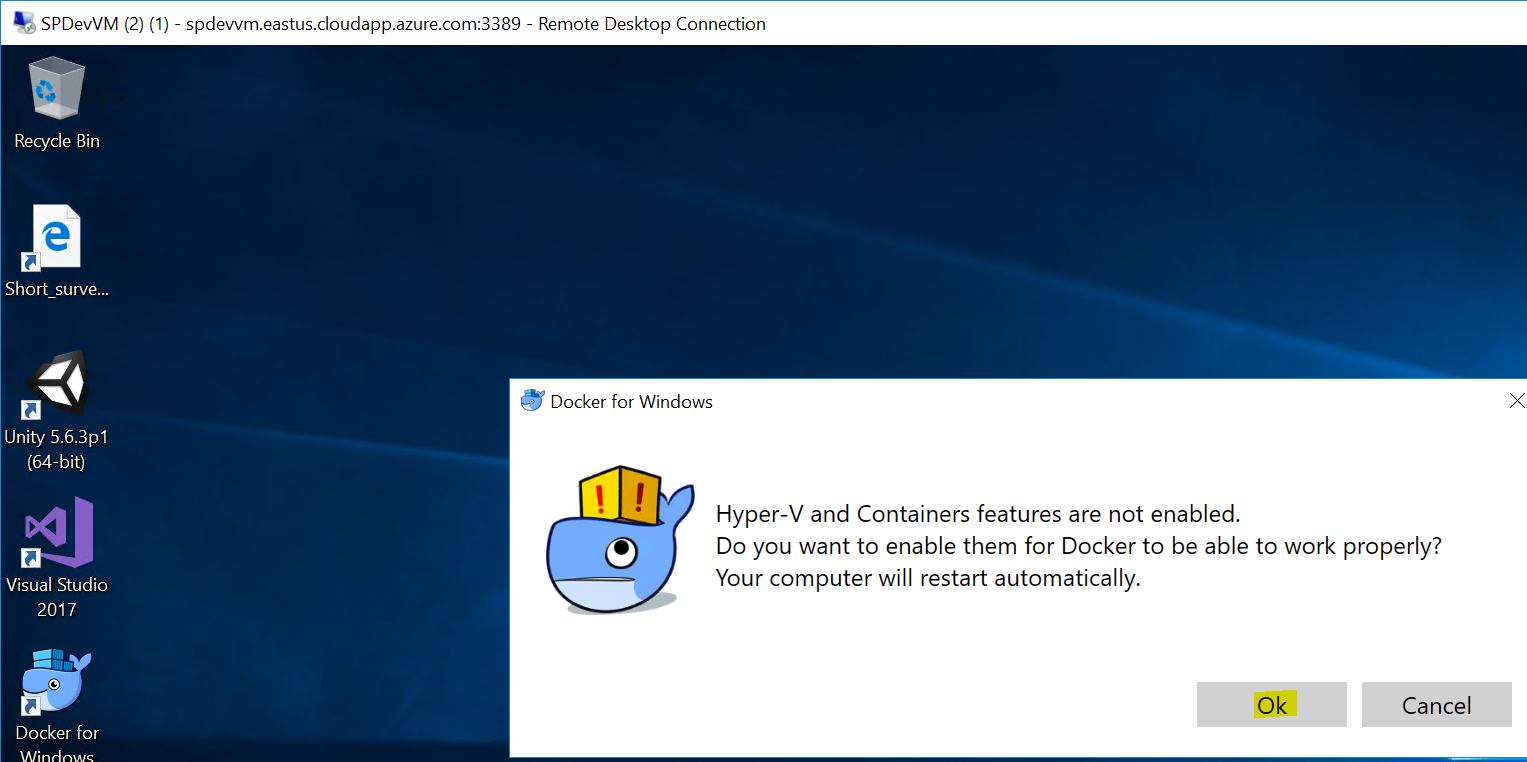 SPDevVM (2) (1) - spdevvm.eastus.cloudapp.azure.com:3389 - Remote Desktop Connection
Recycle Bin
Short_surve...
Unity 5.6.3p1
(64-bit)
Visual Studio
2017
Docker for
Windows
Docker for Windows
! !
Hyper-V and Containers features are not enabled.
Do you want to enable them for Docker to be able to work properly?
Your computer will restart automatically.
Ok
Cancel